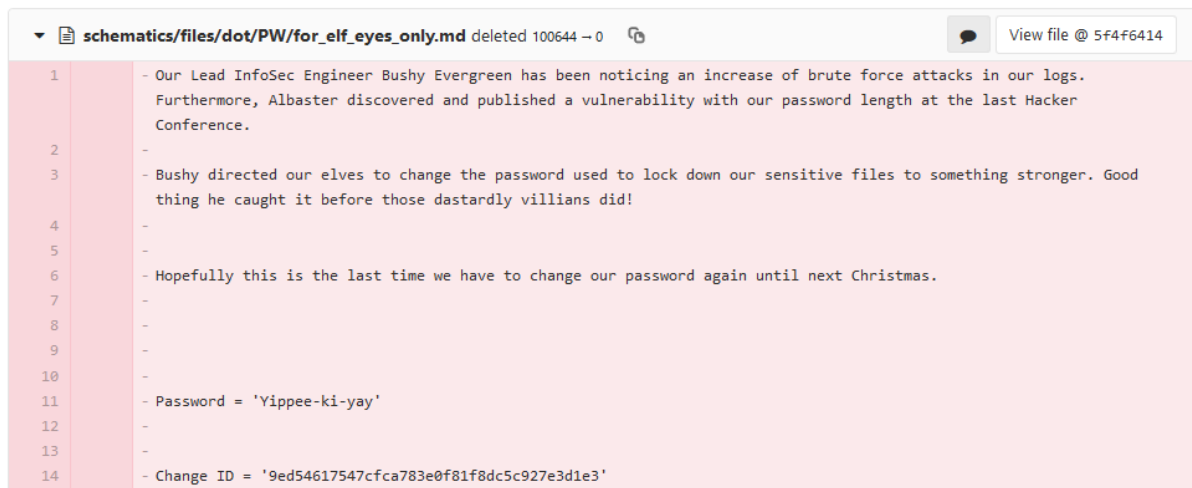 schematics/files/dot/PW/for_elf_eyes_only.md deleted 100644 → 0 View file @ 5f4f6414
1 - Our Lead InfoSec Engineer Bushy Evergreen has been noticing an increase of brute force attacks in our logs.
Furthermore, Albaster discovered and published a vulnerability with our password length at the last Hacker
Conference.
2 -
3 - Bushy directed our elves to change the password used to lock down our sensitive files to something stronger. Good
thing he caught it before those dastardly villians did!
4 -
5 -
6 - Hopefully this is the last time we have to change our password again until next Christmas.
7 -
8 -
9 -
10 -
11 - Password = 'Yippee-ki-yay'
12 -
13 -
14 - Change ID = '9ed54617547cfca783e0f81f8dc5c927e3d1e3'